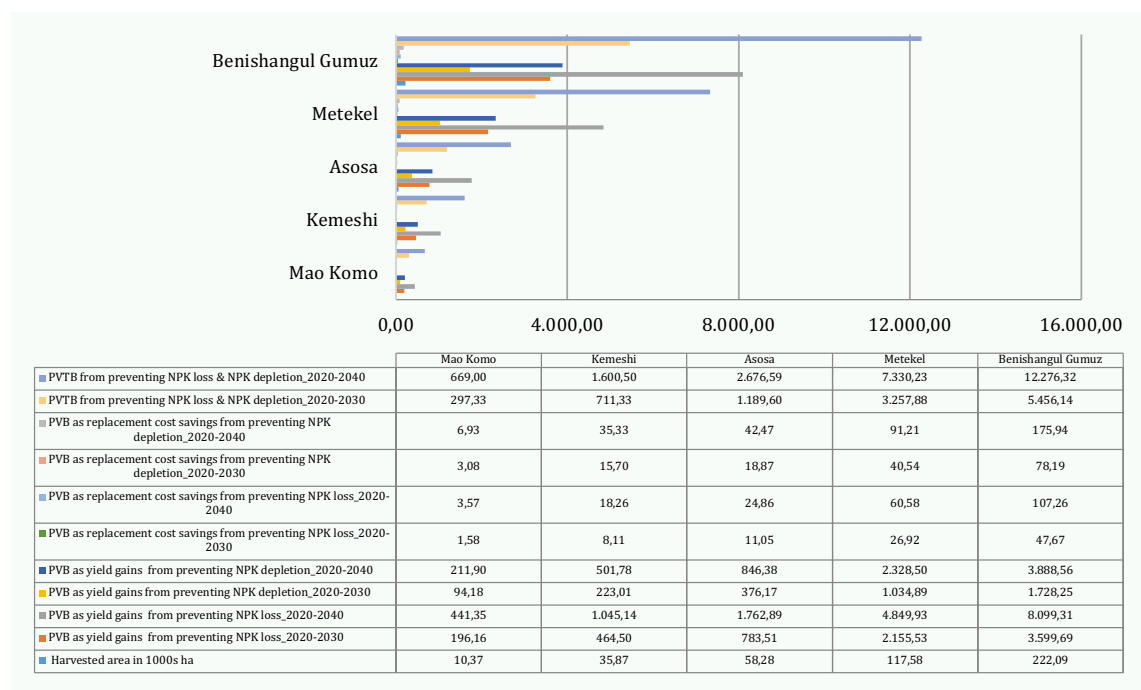 Benishangul Gumuz
Metekel
Asosa
Kemeshi
Mao Komo
0,00 4.000,00 8.000,00 12.000,00 16.000,00
Mao Komo Kemeshi Asosa Metekel Benishangul Gumuz
PVTB from preventing NPK loss & NPK depletion_2020-2040 669,00 1.600,50 2.676,59 7.330,23 12.276,32
PVTB from preventing NPK loss & NPK depletion_2020-2030 297,33 711,33 1.189,60 3.257,88 5.456,14
PVB as replacement cost savings from preventing NPK
depletion_2020-2040 6,93 35,33 42,47 91,21 175,94
PVB as replacement cost savings from preventing NPK
depletion_2020-2030 3,08 15,70 18,87 40,54 78,19
PVB as replacement cost savings from preventing NPK loss_2020-
2040 3,57 18,26 24,86 60,58 107,26
PVB as replacement cost savings from preventing NPK loss_2020-
2030 1,58 8,11 11,05 26,92 47,67
PVB as yield gains from preventing NPK depletion_2020-2040 211,90 501,78 846,38 2.328,50 3.888,56
PVB as yield gains from preventing NPK depletion_2020-2030 94,18 223,01 376,17 1.034,89 1.728,25
PVB as yield gains from preventing NPK loss_2020-2040 441,35 1.045,14 1.762,89 4.849,93 8.099,31
PVB as yield gains from preventing NPK loss_2020-2030 196,16 464,50 783,51 2.155,53 3.599,69
Harvested area in 1000s ha 10,37 35,87 58,28 117,58 222,09